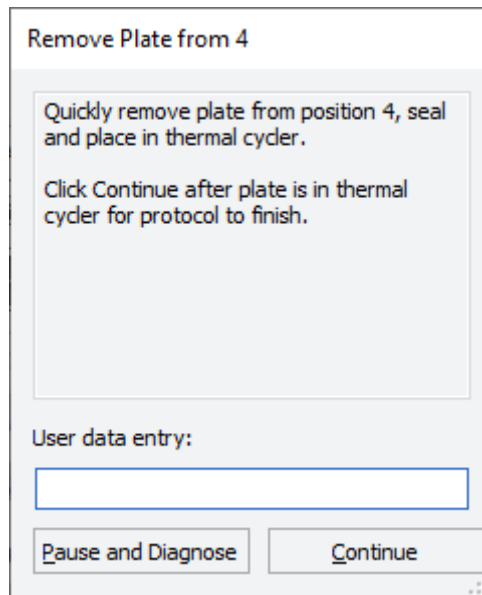 Remove Plate from 4
Quickly remove plate from position 4, seal
and place in thermal cycler.
Click Continue after plate is in thermal
cycler for protocol to finish.
User data entry:
Pause and Diagnose
Continue